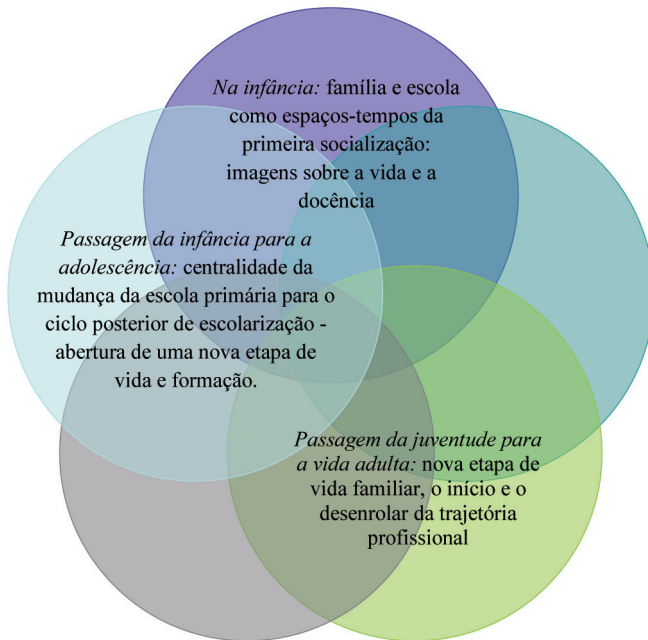 Na infância: família e escola
como espaços-tempos da
primeira socialização:
imagens sobre a vida e a
docência
Passagem da infância para a
adolescência: centralidade da
mudança da escola primária para o
ciclo posterior de escolarização -
abertura de uma nova etapa de
vida e formação.
Passagem da juventude para
a vida adulta: nova etapa de
vida familiar, o início e o
desenrolar da trajetória
profissional